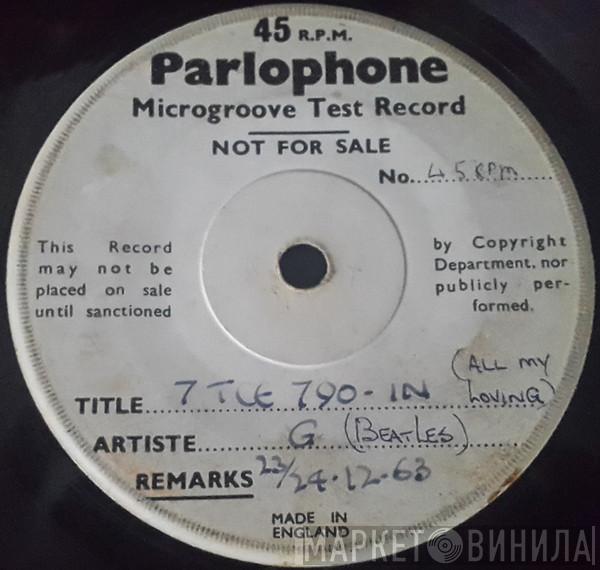 45 R.P.M.
Parlophone
Microgroove Test Record
NOT FOR SALE
No....45 RPM......
This Record
may not be
placed on sale
until sanctioned
by Copyright
Department, nor
publicly per-
formed.
(ALL MY
LOVING)
TITLE....7 TCE 790-1N
ARTISTE.........G (BEATLES)......
REMARKS 23/24.12.63
MADE IN
ENGLAND
МАРКЕТ ВИНИЛА